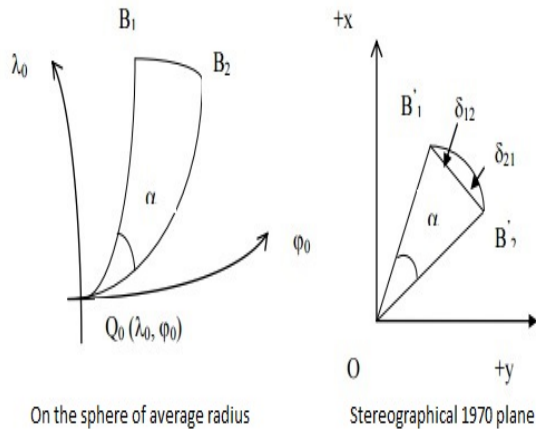 B₁
B₂
λ₀
α
φ₀
Q₀ (λ₀, φ₀)
On the sphere of average radius
+x
B'₁
δ₁₂
δ₂₁
α
B'₂
O
+y
Stereographical 1970 plane